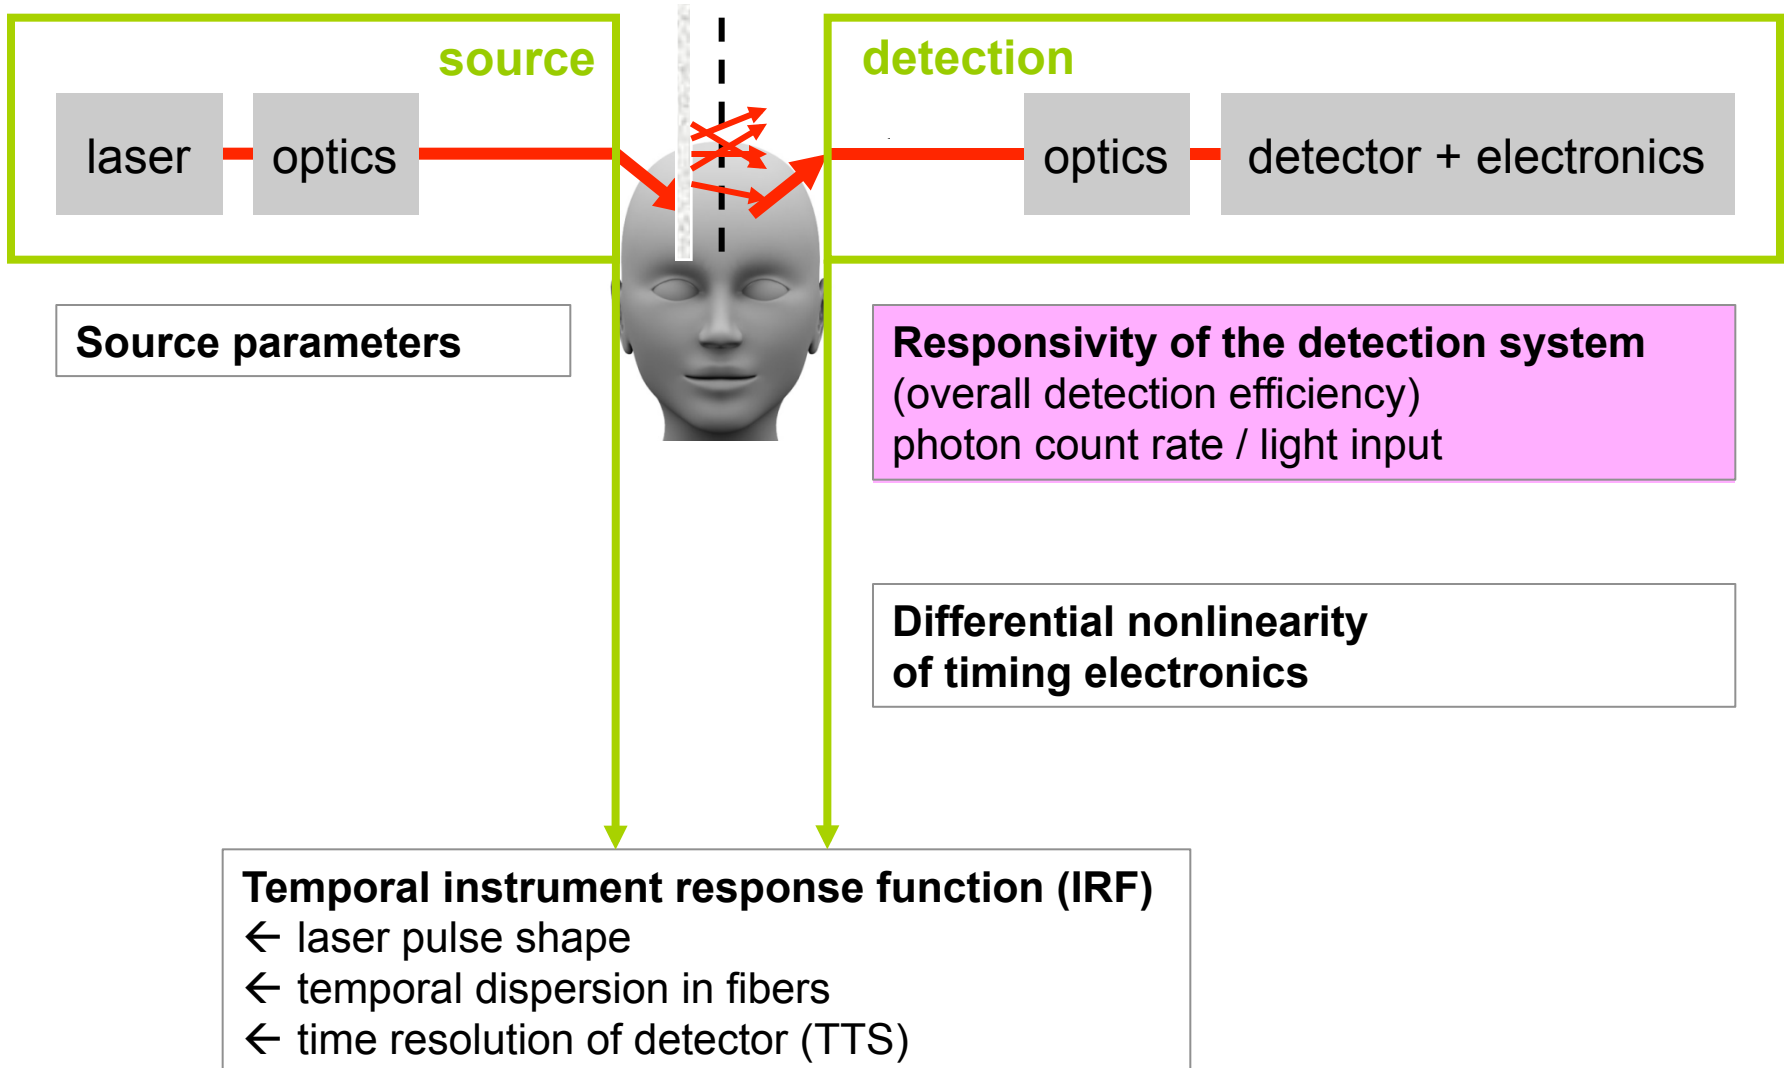 source
detection
laser
optics
optics
detector + electronics
Source parameters
Responsivity of the detection system
(overall detection efficiency)
photon count rate / light input
Differential nonlinearity
of timing electronics
Temporal instrument response function (IRF)
← laser pulse shape
← temporal dispersion in fibers
← time resolution of detector (TTS)